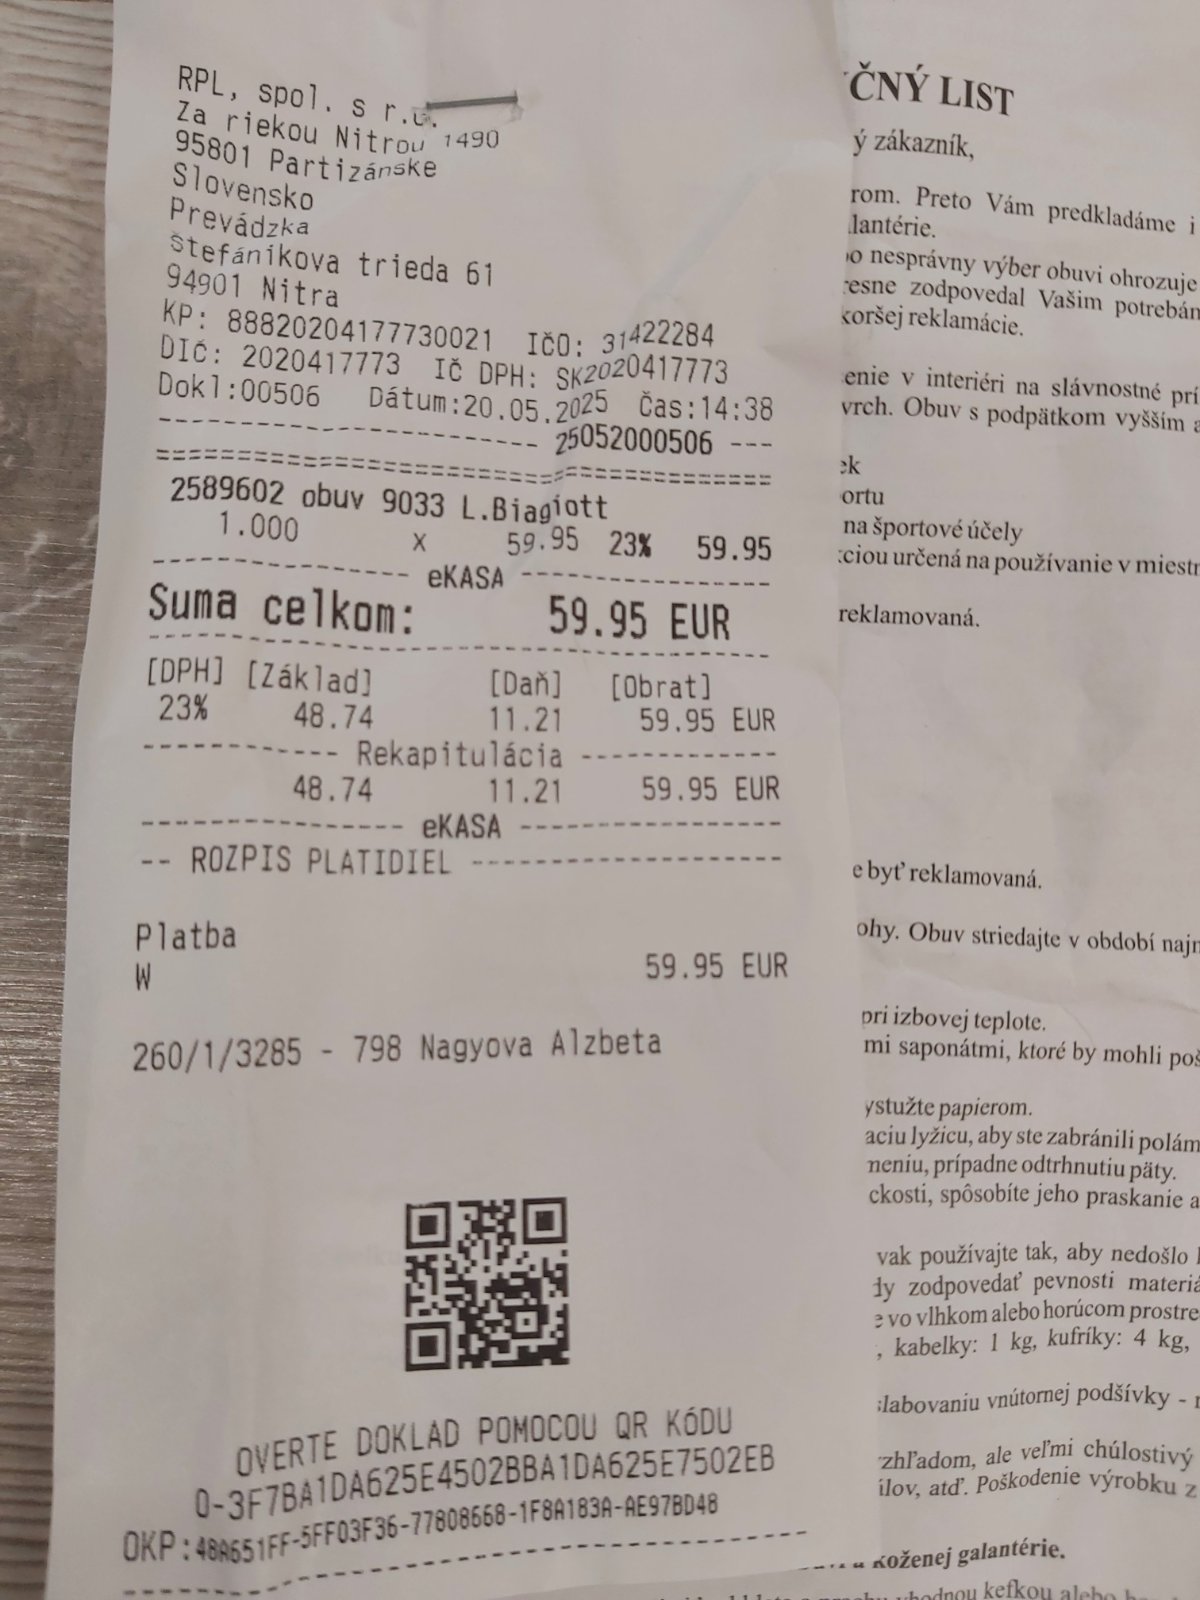 RPL, spol. s r.o.
Za riekou Nitrou 1490
95801 Partizánske
Slovensko
Prevádzka
Štefánikova trieda 61
94901 Nitra
KP: 88820204177730021 IČO: 31422284
DIČ: 2020417773 IČ DPH: SK2020417773
Dokl:00506 Dátum:20.05.2025 Čas:14:38
---------------------- 25052000506 ---
======================================
2589602 obuv 9033 L.Biagiott
1.000 x 59.95 23% 59.95
---------------- eKASA ----------------
Suma celkom: 59.95 EUR
[DPH] [Základ] [Daň] [Obrat]
23% 48.74 11.21 59.95 EUR
------------ Rekapitulácia ------------
48.74 11.21 59.95 EUR
---------------- eKASA ----------------
-- ROZPIS PLATIDIEL -------------------
Platba
W 59.95 EUR
260/1/3285 - 798 Nagyova Alzbeta
OVERTE DOKLAD POMOCOU QR KÓDU
O-3F7BA1DA625E4502BBA1DA625E7502EB
OKP:48A651FF-5FF03F36-77808668-1F8A183A-AE97BD48
ČNÝ LIST
ý zákazník,
rom. Preto Vám predkladáme i
lantérie.
bo nesprávny výber obuvi ohrozuje
resne zodpovedal Vašim potrebám
koršej reklamácie.
enie v interiéri na slávnostné prí
vrch. Obuv s podpätkom vyšším a
ek
ortu
na športové účely
kciou určená na používanie v miestn
reklamovaná.
e byť reklamovaná.
ohy. Obuv striedajte v období najn
pri izbovej teplote.
mi saponátmi, ktoré by mohli poš
ystužte papierom.
aciu lyžicu, aby ste zabránili polám
neniu, prípadne odtrhnutiu päty.
ckosti, spôsobíte jeho praskanie a
vak používajte tak, aby nedošlo
dy zodpovedať pevnosti materiá
e vo vlhkom alebo horúcom prostre
, kabelky: 1 kg, kufríky: 4 kg,
slabovaniu vnútornej podšívky -
zhľadom, ale veľmi chúlostivý
ilov, atď. Poškodenie výrobku z
koženej galantérie.
vhodnou kefkou alebo